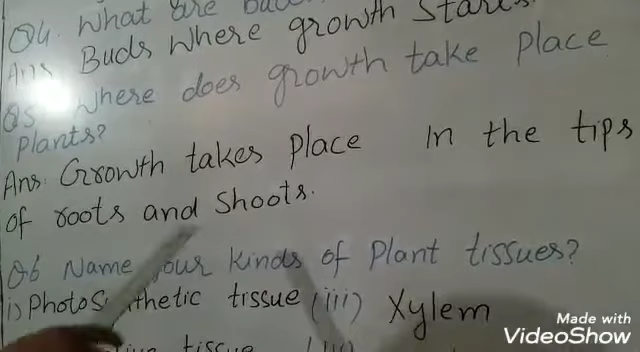 Q4. What are
Ans Buds where growth starts.
Q5 Where does growth take place
plants?
Ans. Growth takes place In the tips
of roots and shoots.
Q6 Name kinds of Plant tissues?
i) Photos thetic tissue (iii) Xylem
tissue
Made with
VideoShow